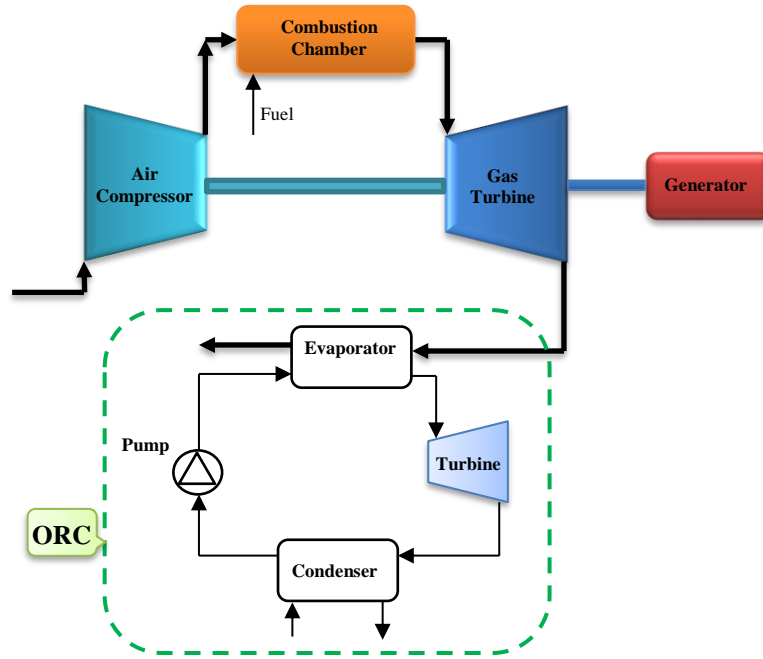 Combustion
Chamber
Fuel
Air
Compressor
Gas
Turbine
Generator
Evaporator
Pump
Turbine
ORC
Condenser